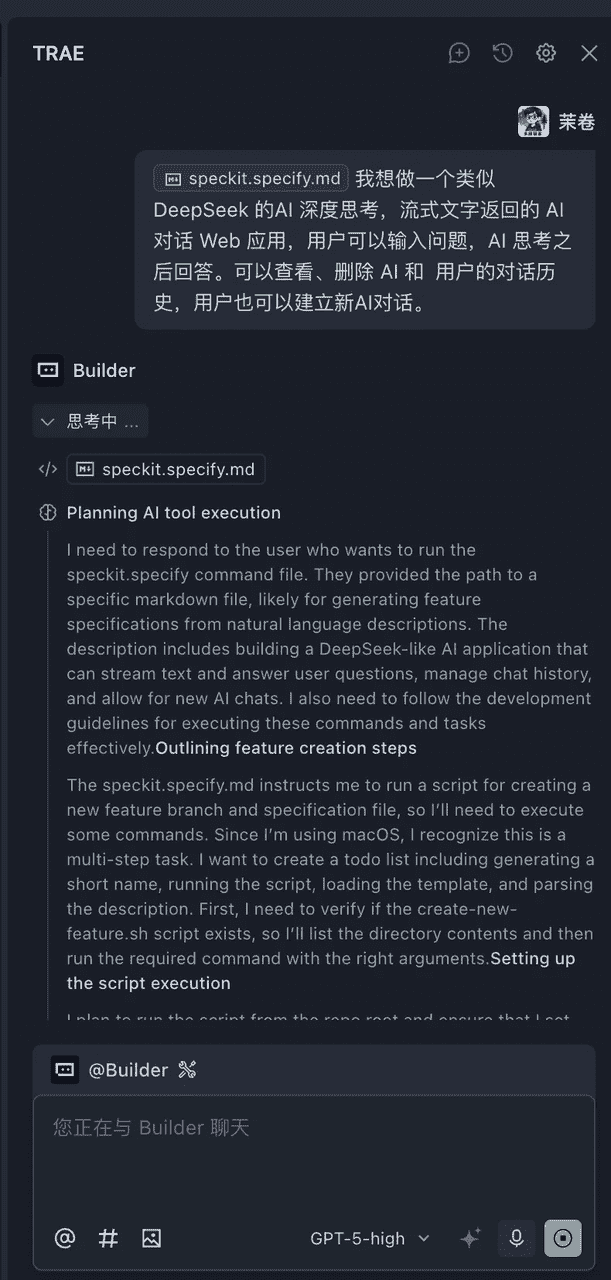 TRAE
茉卷
speckit.specify.md 我想做一个类似
DeepSeek 的AI 深度思考，流式文字返回的 AI
对话 Web 应用，用户可以输入问题，AI 思考之
后回答。可以查看、删除 AI 和 用户的对话历
史，用户也可以建立新AI对话。
Builder
思考中 ...
speckit.specify.md
Planning AI tool execution
I need to respond to the user who wants to run the
speckit.specify command file. They provided the path to a
specific markdown file, likely for generating feature
specifications from natural language descriptions. The
description includes building a DeepSeek-like AI application that
can stream text and answer user questions, manage chat history,
and allow for new AI chats. I also need to follow the development
guidelines for executing these commands and tasks
effectively.Outlining feature creation steps
The speckit.specify.md instructs me to run a script for creating a
new feature branch and specification file, so I’ll need to execute
some commands. Since I’m using macOS, I recognize this is a
multi-step task. I want to create a todo list including generating a
short name, running the script, loading the template, and parsing
the description. First, I need to verify if the create-new-
feature.sh script exists, so I’ll list the directory contents and then
run the required command with the right arguments.Setting up
the script execution
I plan to run the script from the repo root and ensure that I set
@Builder
您正在与 Builder 聊天
GPT-5-high